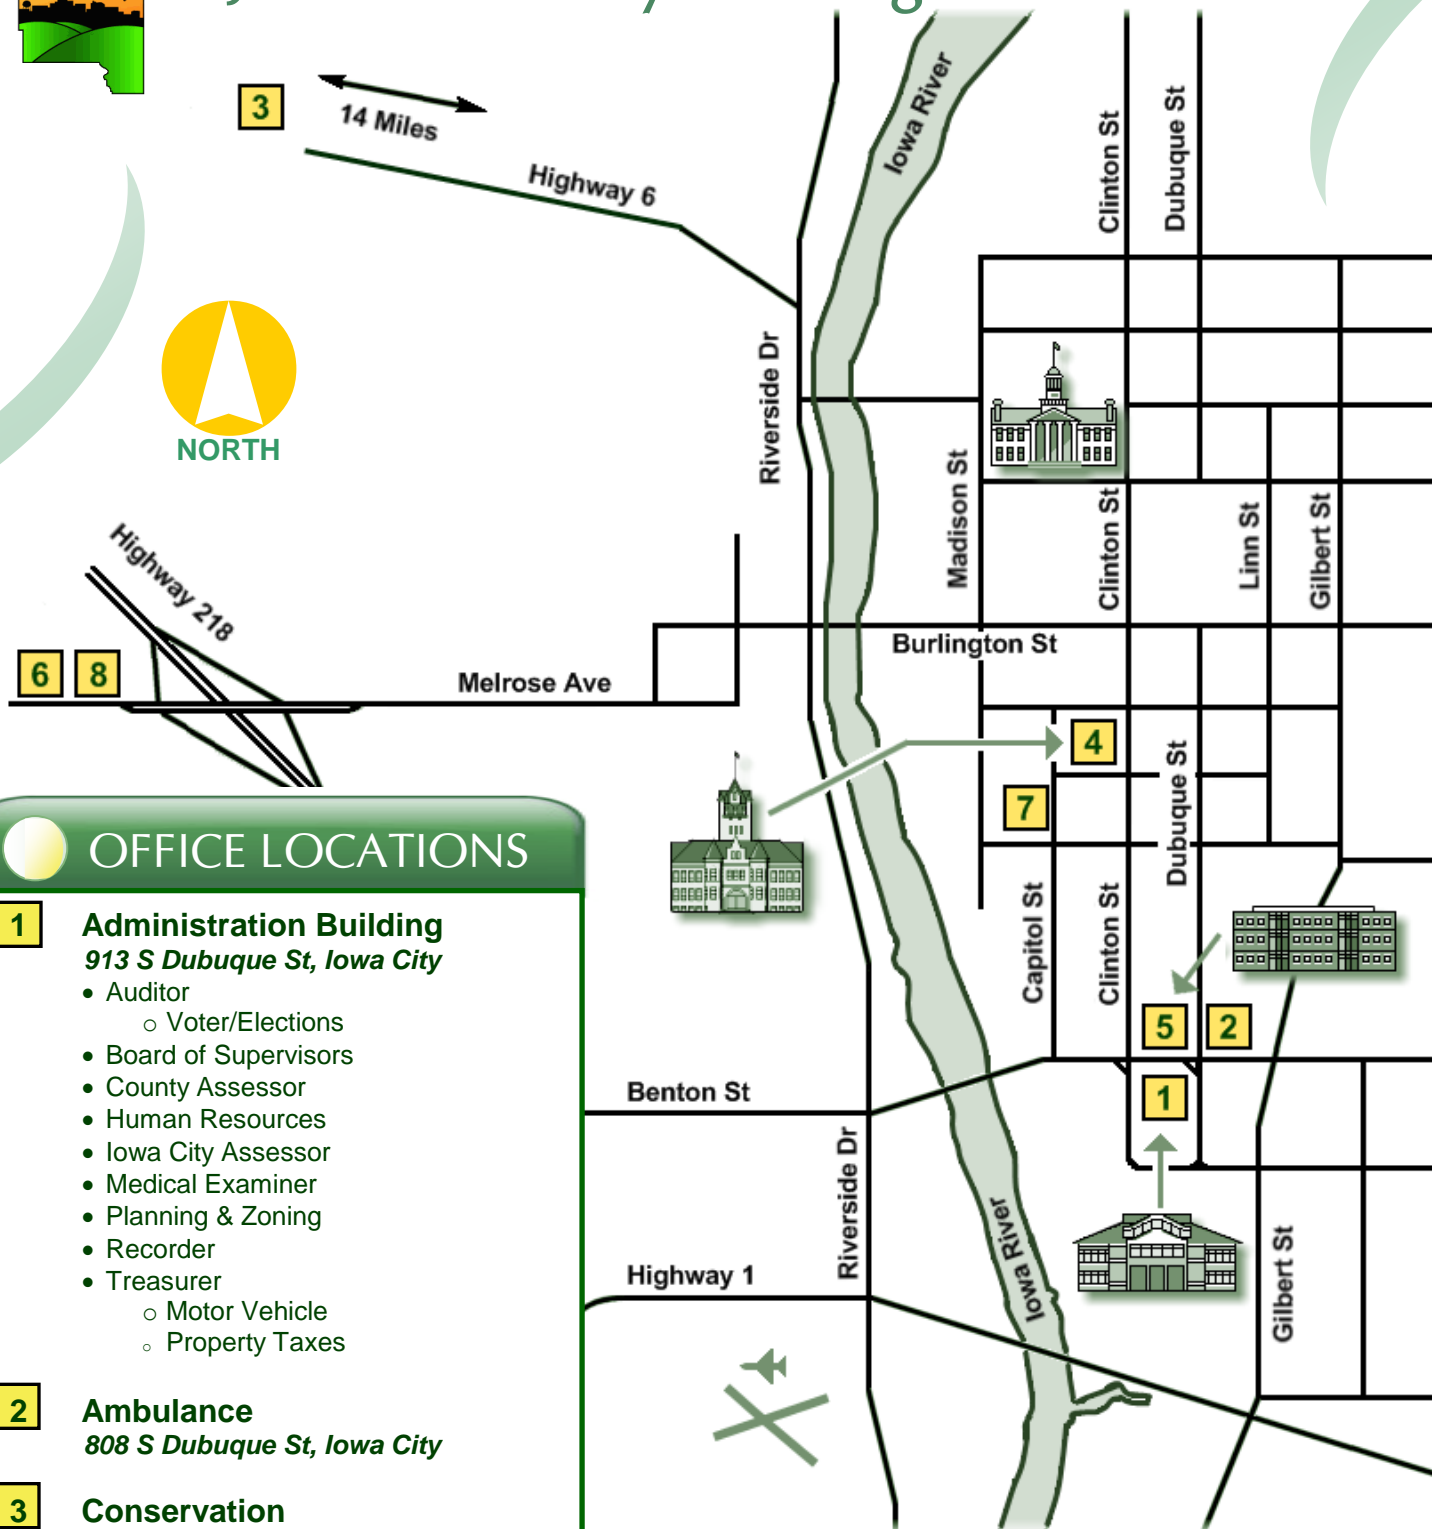 3
14 Miles
Highway 6
Iowa River
Clinton St
Dubuque St
NORTH
Riverside Dr
Madison St
Clinton St
Linn St
Gilbert St
Highway 218
Burlington St
6 8
Melrose Ave
4
7
Dubuque St
Capitol St
Clinton St
5 2
1
Benton St
Riverside Dr
Iowa River
Highway 1
Gilbert St
OFFICE LOCATIONS
1 Administration Building
913 S Dubuque St, Iowa City
• Auditor
o Voter/Elections
• Board of Supervisors
• County Assessor
• Human Resources
• Iowa City Assessor
• Medical Examiner
• Planning & Zoning
• Recorder
• Treasurer
o Motor Vehicle
o Property Taxes
2 Ambulance
808 S Dubuque St, Iowa City
3 Conservation